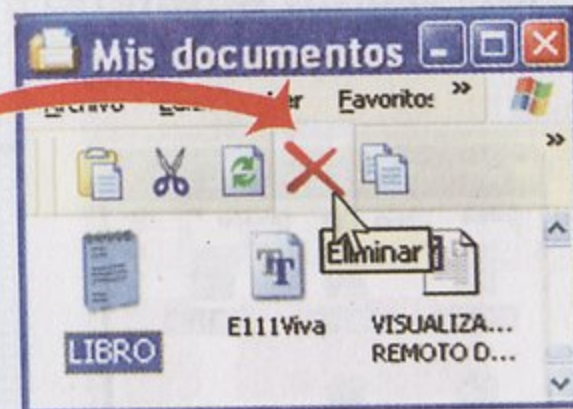 Mis documentos
Favoritos »
»
Eliminar
E111Viva
VISUALIZA...
LIBRO
REMOTO D...